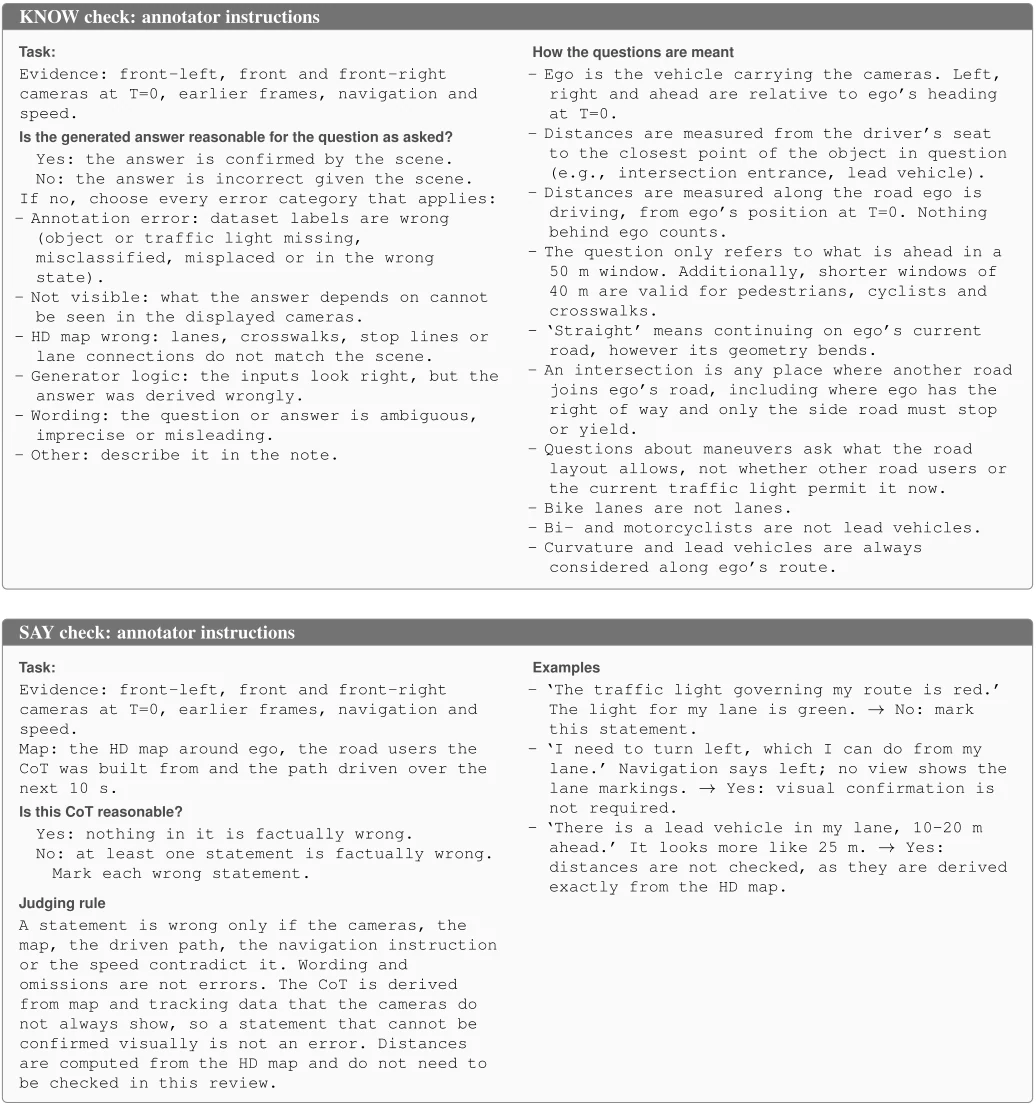 KNOW check: annotator instructions
Task:
Evidence: front-left, front and front-right
cameras at T=0, earlier frames, navigation and
speed.
Is the generated answer reasonable for the question as asked?
Yes: the answer is confirmed by the scene.
No: the answer is incorrect given the scene.
If no, choose every error category that applies:
- Annotation error: dataset labels are wrong
(object or traffic light missing,
misclassified, misplaced or in the wrong
state).
- Not visible: what the answer depends on cannot
be seen in the displayed cameras.
- HD map wrong: lanes, crosswalks, stop lines or
lane connections do not match the scene.
- Generator logic: the inputs look right, but the
answer was derived wrongly.
- Wording: the question or answer is ambiguous,
imprecise or misleading.
- Other: describe it in the note.
How the questions are meant
- Ego is the vehicle carrying the cameras. Left,
right and ahead are relative to ego's heading
at T=0.
- Distances are measured from the driver's seat
to the closest point of the object in question
(e.g., intersection entrance, lead vehicle).
- Distances are measured along the road ego is
driving, from ego's position at T=0. Nothing
behind ego counts.
- The question only refers to what is ahead in a
50 m window. Additionally, shorter windows of
40 m are valid for pedestrians, cyclists and
crosswalks.
- 'Straight' means continuing on ego's current
road, however its geometry bends.
- An intersection is any place where another road
joins ego's road, including where ego has the
right of way and only the side road must stop
or yield.
- Questions about maneuvers ask what the road
layout allows, not whether other road users or
the current traffic light permit it now.
- Bike lanes are not lanes.
- Bi- and motorcyclists are not lead vehicles.
- Curvature and lead vehicles are always
considered along ego's route.
SAY check: annotator instructions
Task:
Evidence: front-left, front and front-right
cameras at T=0, earlier frames, navigation and
speed.
Map: the HD map around ego, the road users the
CoT was built from and the path driven over the
next 10 s.
Is this CoT reasonable?
Yes: nothing in it is factually wrong.
No: at least one statement is factually wrong.
Mark each wrong statement.
Judging rule
A statement is wrong only if the cameras, the
map, the driven path, the navigation instruction
or the speed contradict it. Wording and
omissions are not errors. The CoT is derived
from map and tracking data that the cameras do
not always show, so a statement that cannot be
confirmed visually is not an error. Distances
are computed from the HD map and do not need to
be checked in this review.
Examples
- 'The traffic light governing my route is red.'
The light for my lane is green. → No: mark
this statement.
- 'I need to turn left, which I can do from my
lane.' Navigation says left; no view shows the
lane markings. → Yes: visual confirmation is
not required.
- 'There is a lead vehicle in my lane, 10-20 m
ahead.' It looks more like 25 m. → Yes:
distances are not checked, as they are derived
exactly from the HD map.